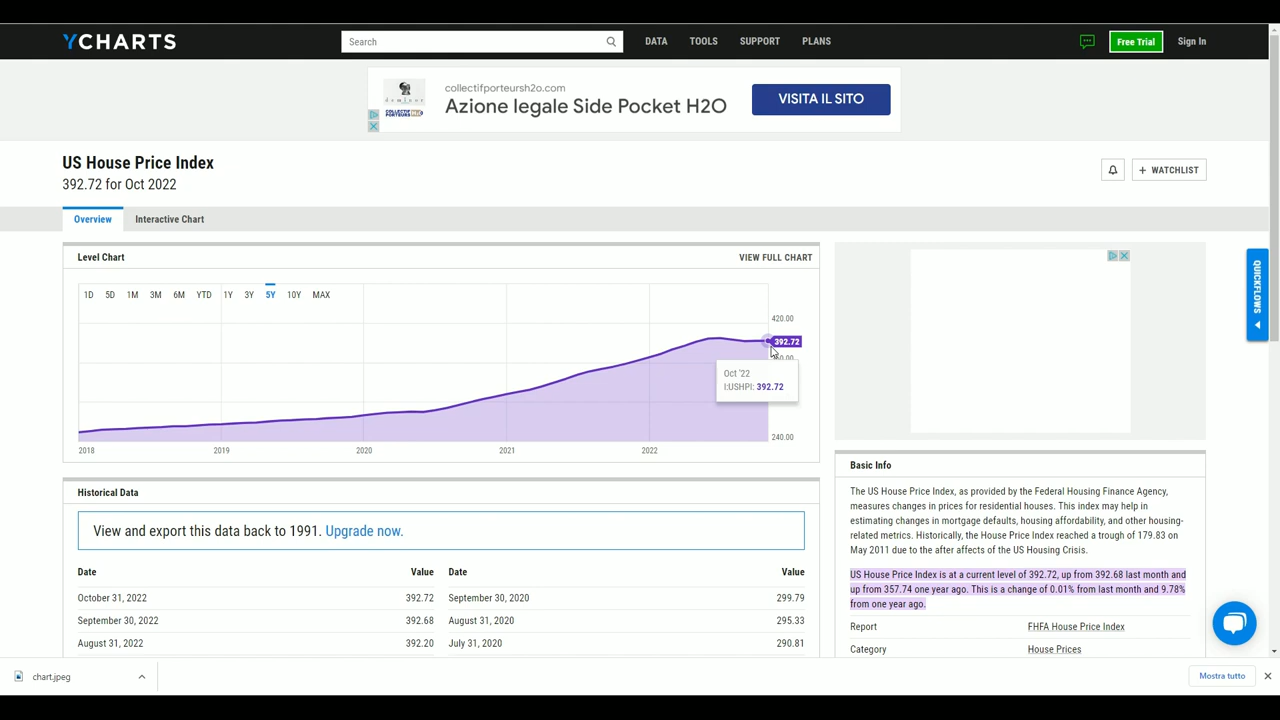 YCHARTS
Search
DATA
TOOLS
SUPPORT
PLANS
Free Trial
Sign In
collectifporteursh2o.com
Azione legale Side Pocket H2O
VISITA IL SITO
US House Price Index
392.72 for Oct 2022
+ WATCHLIST
Overview
Interactive Chart
Level Chart
VIEW FULL CHART
1D 5D 1M 3M 6M YTD 1Y 3Y 5Y 10Y MAX
420.00
392.72
Oct '22
I:USHPI: 392.72
240.00
2018 2019 2020 2021 2022
QUICKFLOWS
Historical Data
View and export this data back to 1991. Upgrade now.
Date Value Date Value
October 31, 2022 392.72 September 30, 2020 299.79
September 30, 2022 392.68 August 31, 2020 295.33
August 31, 2022 392.20 July 31, 2020 290.81
Basic Info
The US House Price Index, as provided by the Federal Housing Finance Agency,
measures changes in prices for residential houses. This index may help in
estimating changes in mortgage defaults, housing affordability, and other housing-
related metrics. Historically, the House Price Index reached a trough of 179.83 on
May 2011 due to the after affects of the US Housing Crisis.
US House Price Index is at a current level of 392.72, up from 392.68 last month and
up from 357.74 one year ago. This is a change of 0.01% from last month and 9.78%
from one year ago.
Report FHFA House Price Index
Category House Prices
chart.jpeg
Mostra tutto